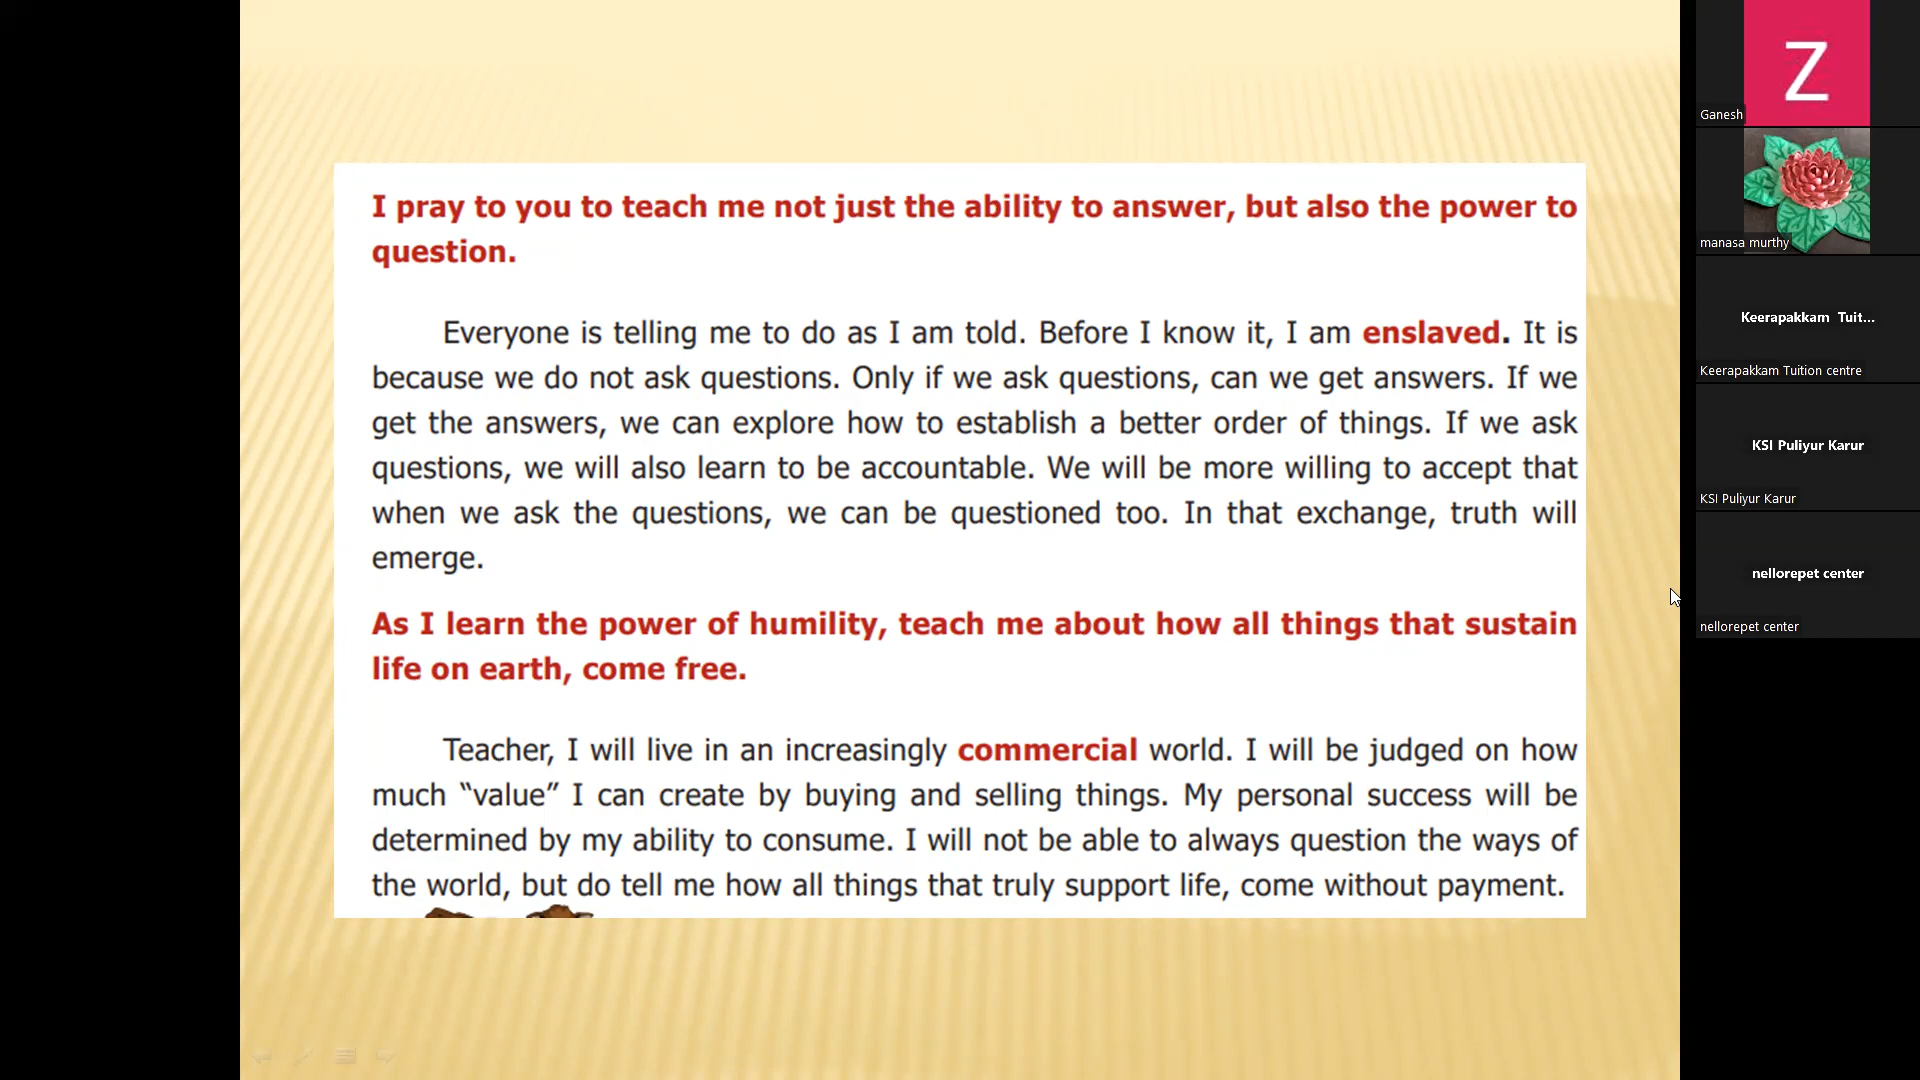 I pray to you to teach me not just the ability to answer, but also the power to
question.
Everyone is telling me to do as I am told. Before I know it, I am enslaved. It is
because we do not ask questions. Only if we ask questions, can we get answers. If we
get the answers, we can explore how to establish a better order of things. If we ask
questions, we will also learn to be accountable. We will be more willing to accept that
when we ask the questions, we can be questioned too. In that exchange, truth will
emerge.
As I learn the power of humility, teach me about how all things that sustain
life on earth, come free.
Teacher, I will live in an increasingly commercial world. I will be judged on how
much “value” I can create by buying and selling things. My personal success will be
determined by my ability to consume. I will not be able to always question the ways of
the world, but do tell me how all things that truly support life, come without payment.
Z
Ganesh
manasa murthy
Keerapakkam Tuit...
Keerapakkam Tuition centre
KSI Puliyur Karur
KSI Puliyur Karur
nellorepet center
nellorepet center